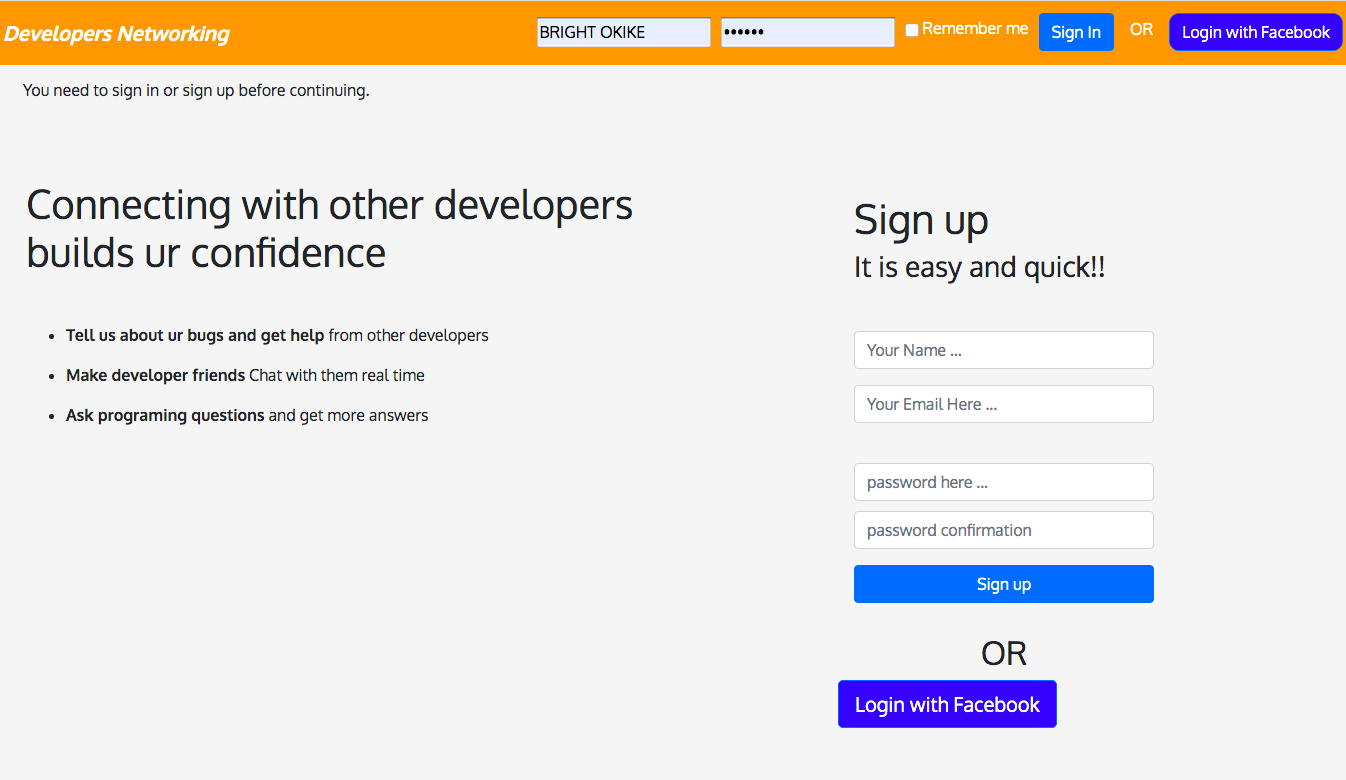 Developers Networking
BRIGHT OKIKE
••••••
Remember me
Sign In
OR
Login with Facebook
You need to sign in or sign up before continuing.
Connecting with other developers
builds ur confidence
• Tell us about ur bugs and get help from other developers
• Make developer friends Chat with them real time
• Ask programing questions and get more answers
Sign up
It is easy and quick!!
Your Name ...
Your Email Here ...
password here ...
password confirmation
Sign up
OR
Login with Facebook